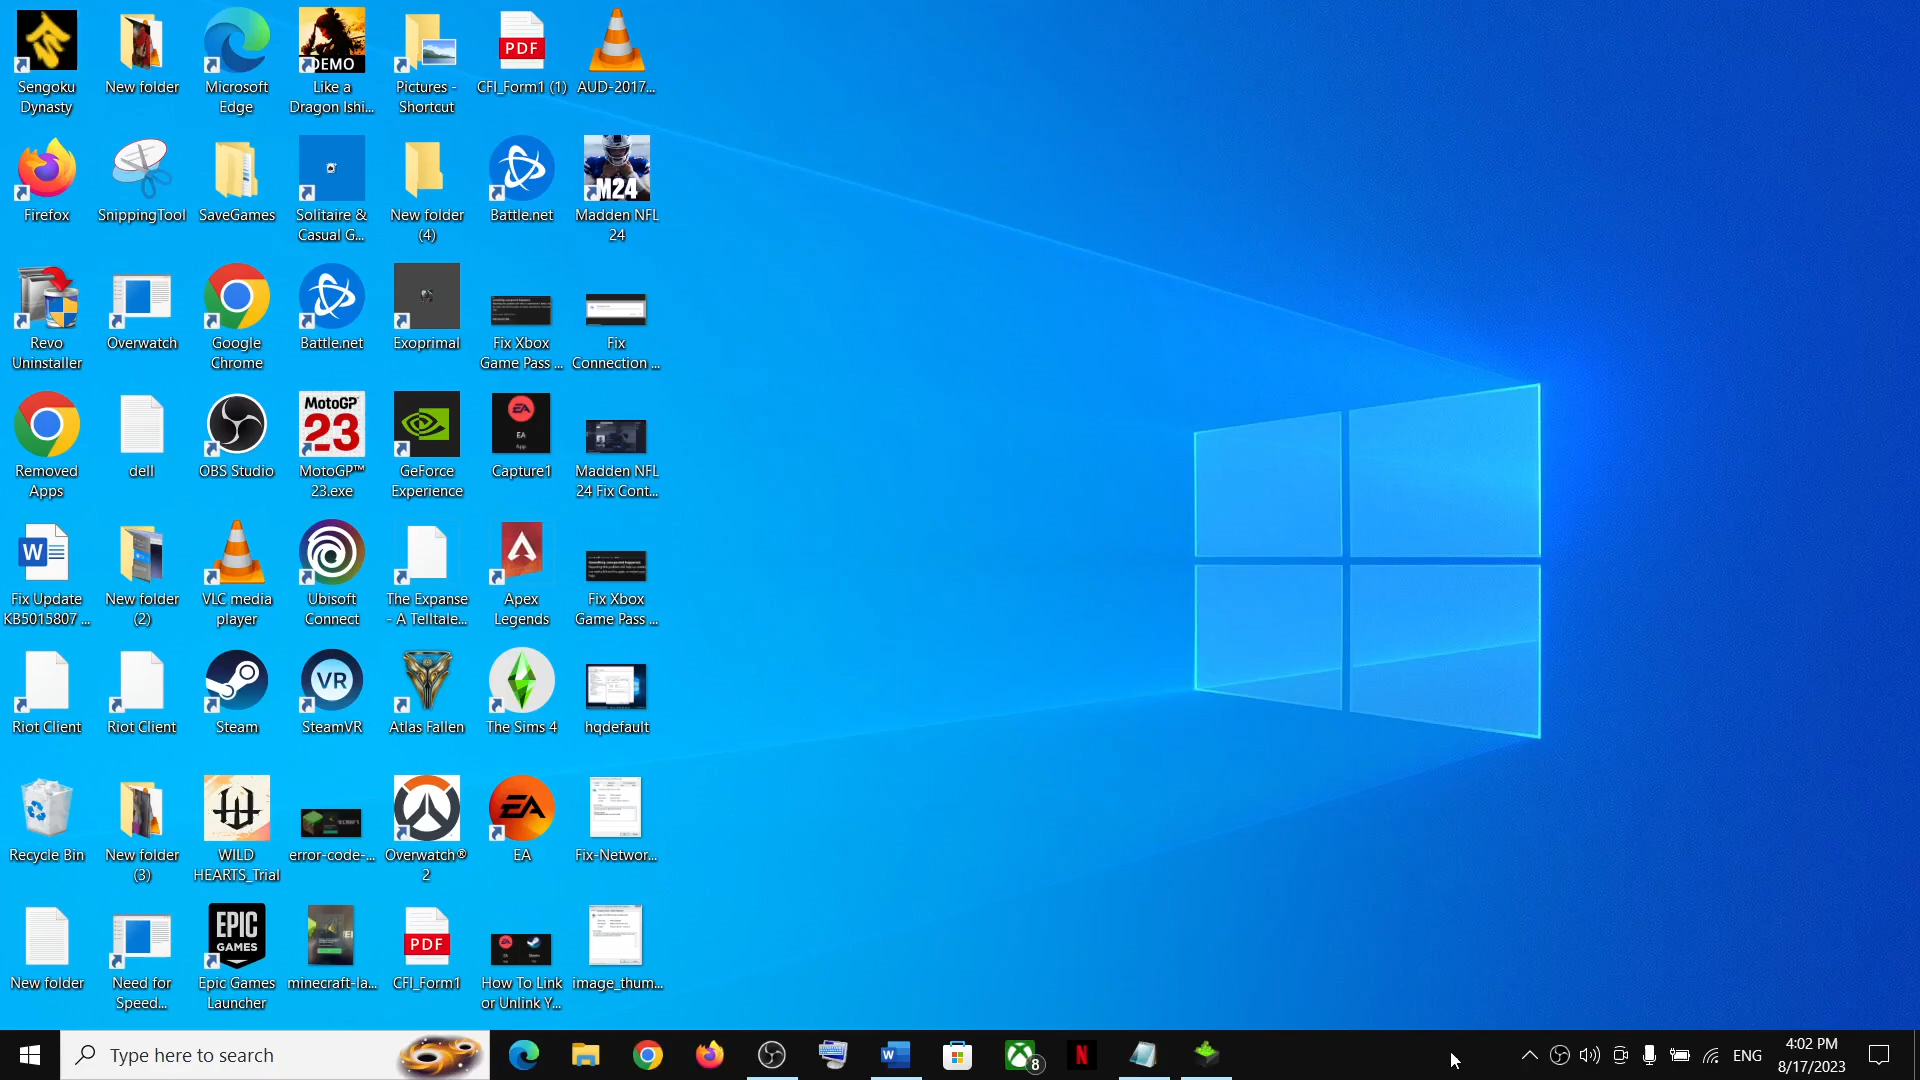 Sengoku
Dynasty
New folder
Microsoft
Edge
DEMO
Like a
Dragon Ishi...
Pictures -
Shortcut
PDF
CFI_Form1 (1)
AUD-2017...
Firefox
SnippingTool
SaveGames
Solitaire &
Casual G...
New folder
(4)
Battle.net
M24
Madden NFL
24
Revo
Uninstaller
Overwatch
Google
Chrome
Battle.net
Exoprimal
Fix Xbox
Game Pass ...
Fix
Connection ...
Removed
Apps
dell
OBS Studio
MotoGP™
23
MotoGP™
23.exe
GeForce
Experience
EA
EA
App
Capture1
Madden NFL
24 Fix Cont...
W
Fix Update
KB5015807 ...
New folder
(2)
VLC media
player
Ubisoft
Connect
The Expanse
- A Telltale...
Apex
Legends
Fix Xbox
Game Pass ...
Riot Client
Riot Client
Steam
VR
SteamVR
Atlas Fallen
The Sims 4
hqdefault
Recycle Bin
New folder
(3)
WILD
HEARTS_Trial
error-code-...
Overwatch®
2
EA
EA
Fix-Networ...
New folder
Need for
Speed...
EPIC
GAMES
Epic Games
Launcher
minecraft-la...
PDF
CFI_Form1
How To Link
or Unlink Y...
image_thum...
Type here to search
W
8
N
ENG
4:02 PM
8/17/2023